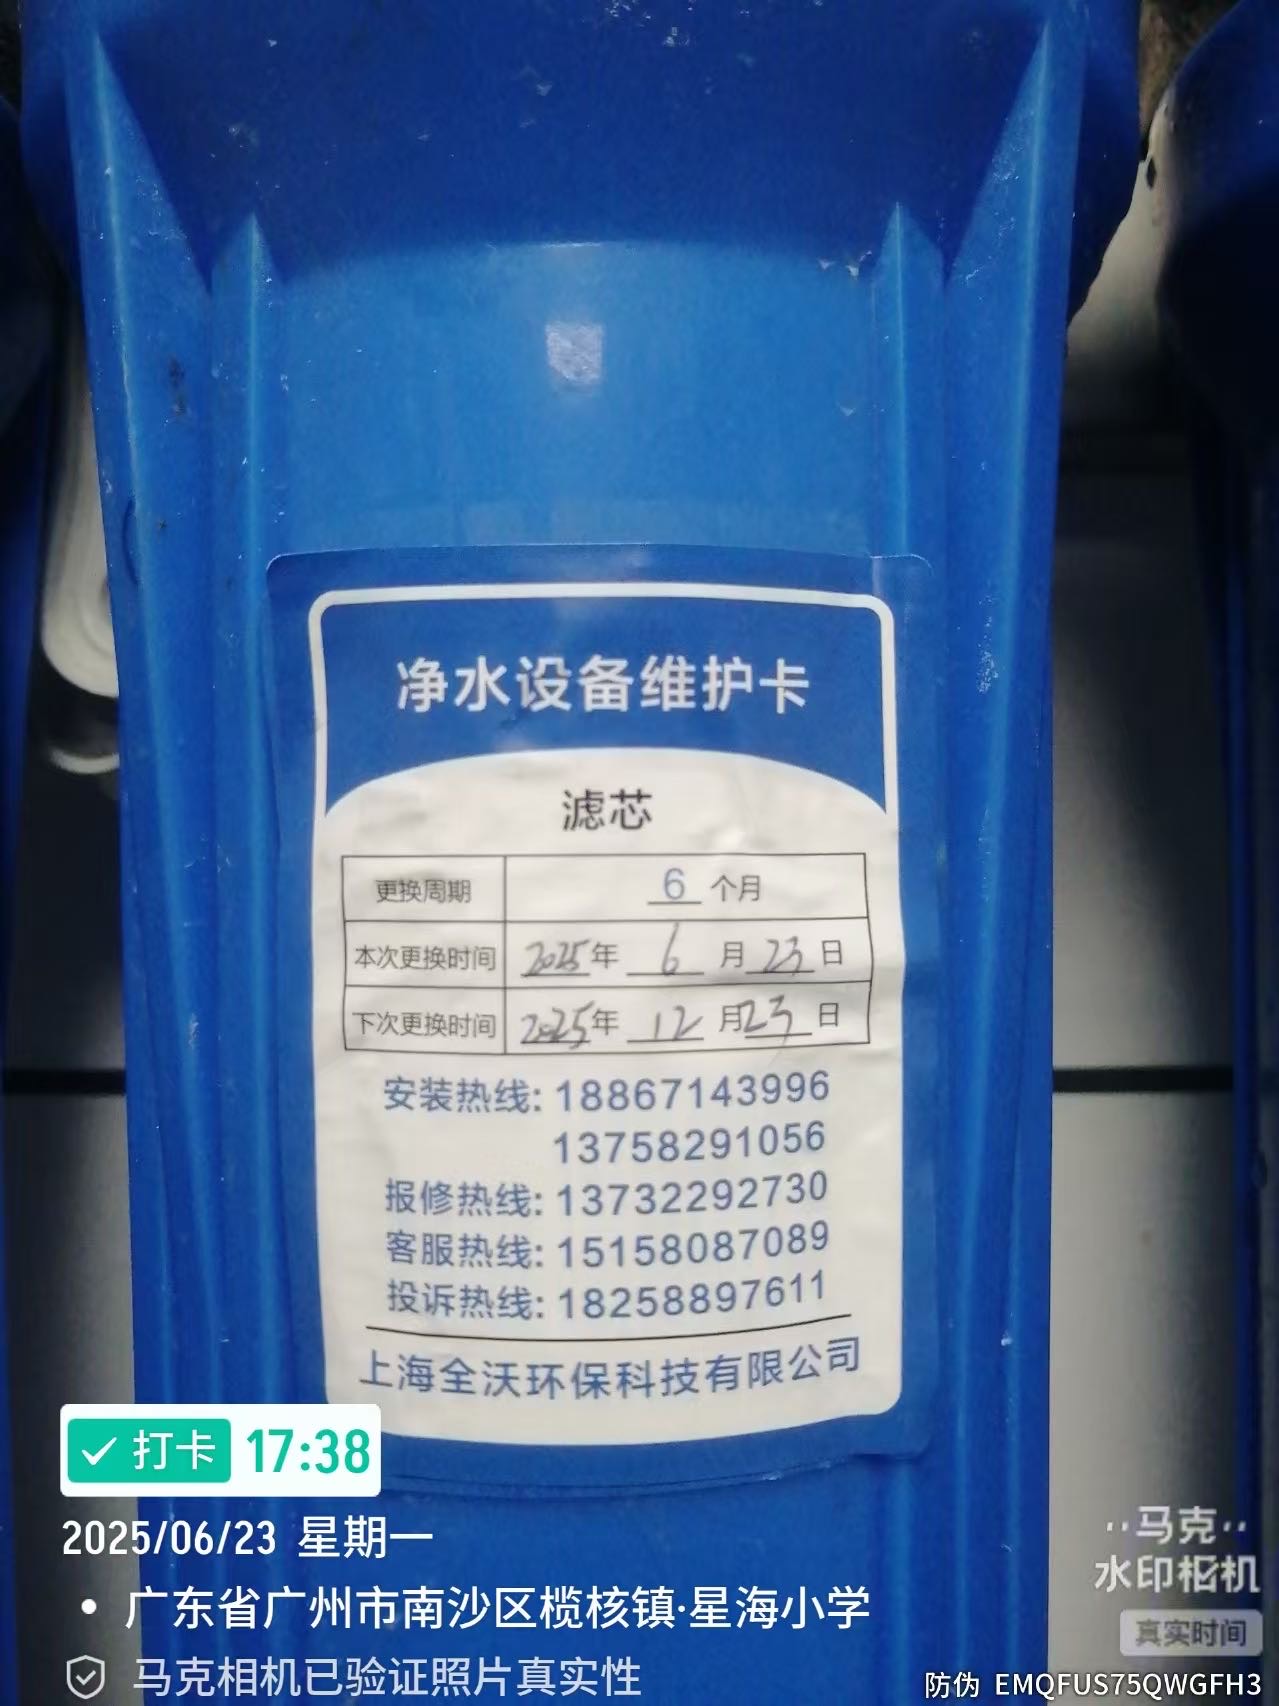 净水设备维护卡
滤芯
更换周期 6 个月
本次更换时间 2025年 6 月 23 日
下次更换时间 2025年 12 月 23 日
安装热线: 18867143996
13758291056
报修热线: 13732292730
客服热线: 15158087089
投诉热线: 18258897611
上海全沃环保科技有限公司
打卡 17:38
2025/06/23 星期一
• 广东省广州市南沙区榄核镇·星海小学
马克相机已验证照片真实性
马克
水印相机
真实时间
防伪 EMQFUS75QWGFH3